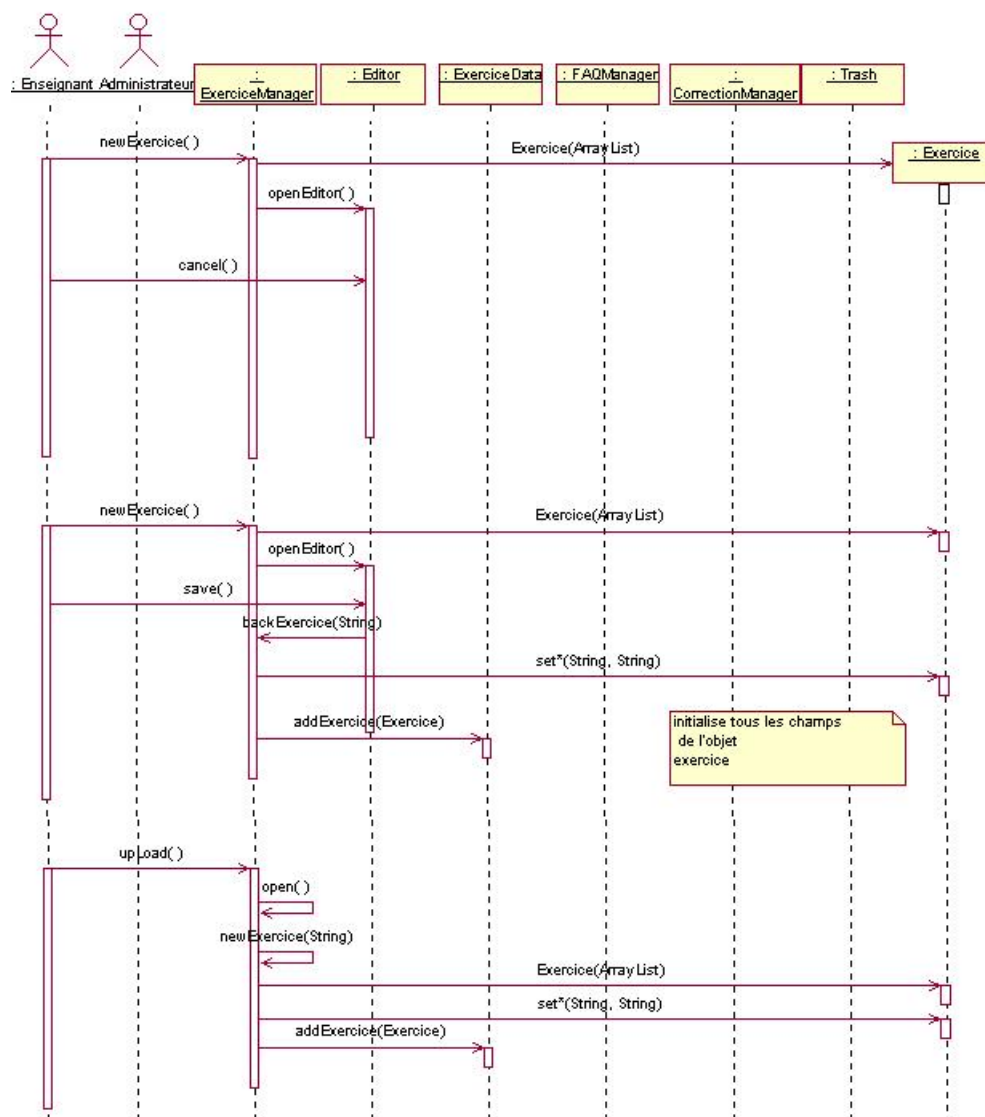 : Enseignant
Administrateur
:
ExerciceManager
: Editor
: ExerciceData
: FAQManager
:
CorrectionManager
: Trash
newExercice( )
Exercice(ArrayList)
: Exercice
openEditor( )
cancel( )
newExercice( )
Exercice(ArrayList)
openEditor( )
save( )
backExercice(String)
set*(String, String)
addExercice(Exercice)
initialise tous les champs
de l'objet
exercice
upLoad( )
open( )
newExercice(String)
Exercice(ArrayList)
set*(String, String)
addExercice(Exercice)